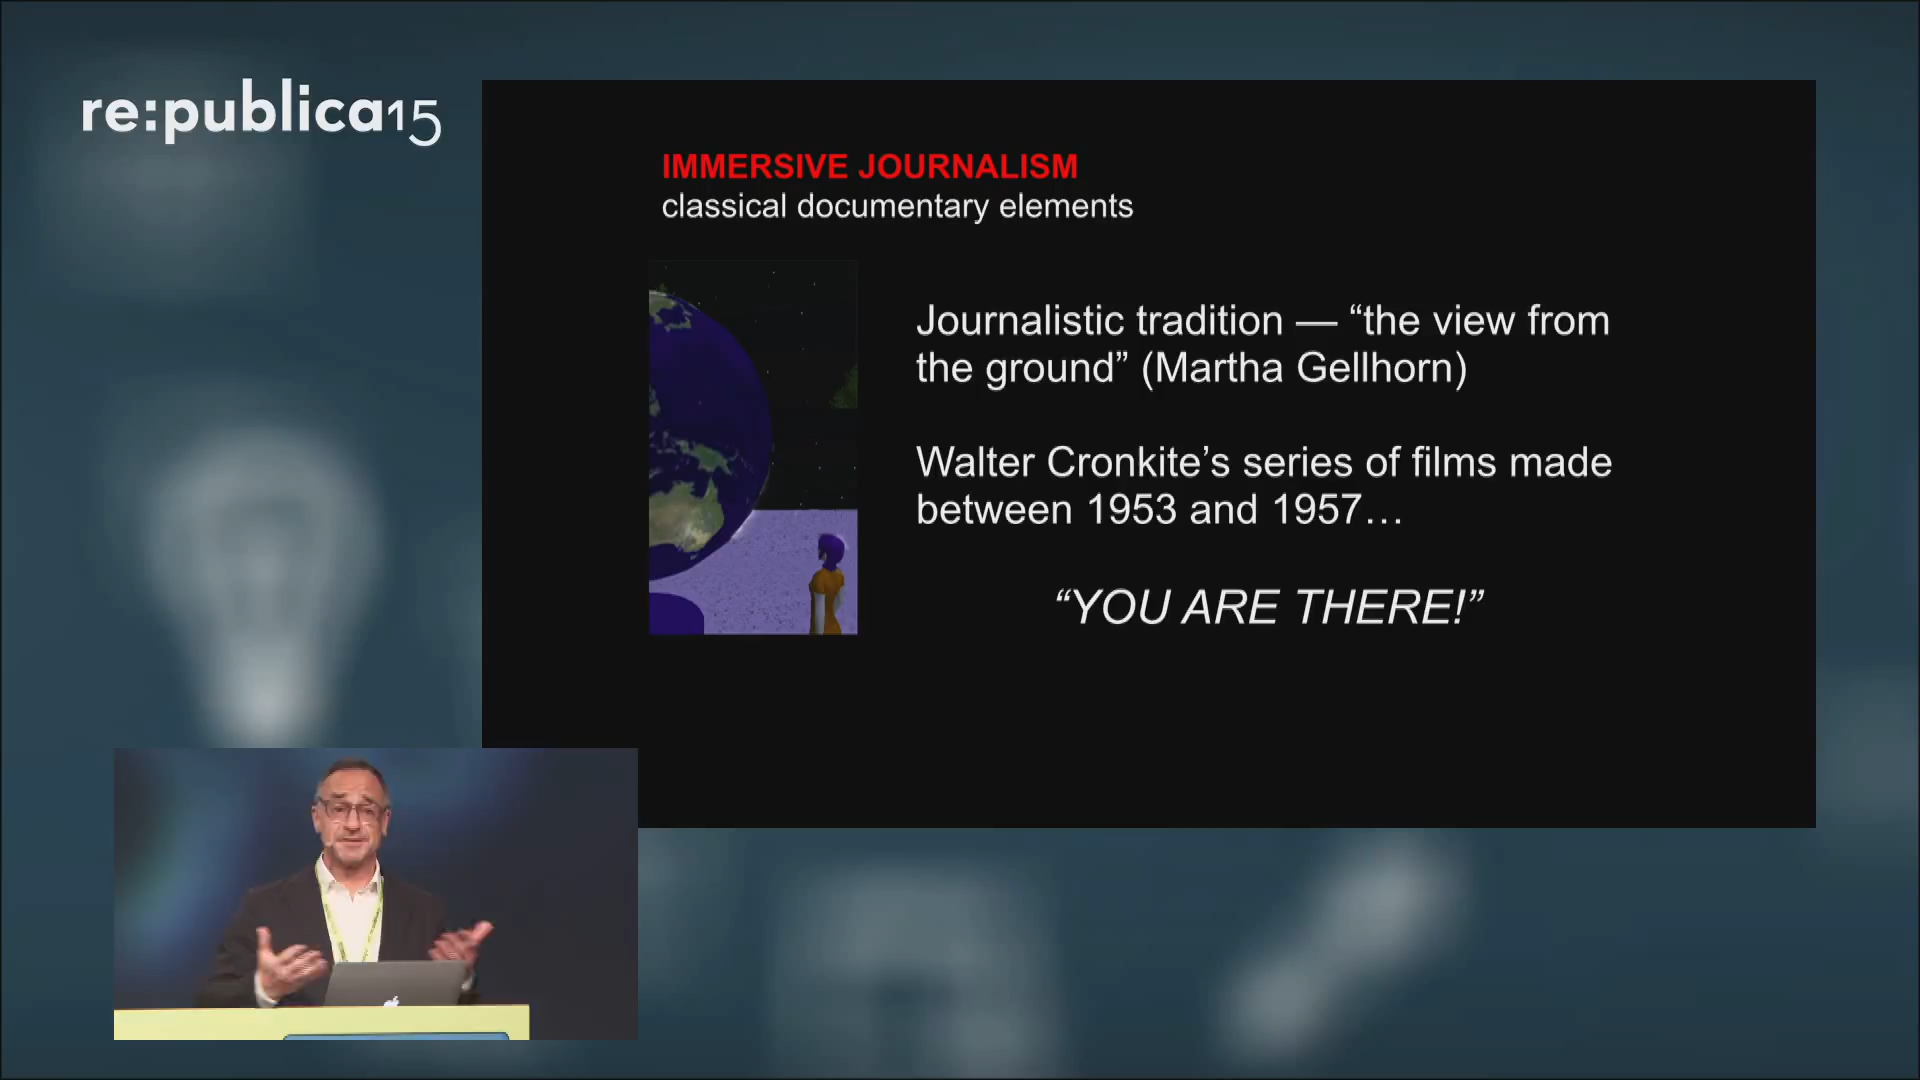 re:publica15
IMMERSIVE JOURNALISM
classical documentary elements
Journalistic tradition — “the view from
the ground” (Martha Gellhorn)
Walter Cronkite’s series of films made
between 1953 and 1957…
“YOU ARE THERE!”